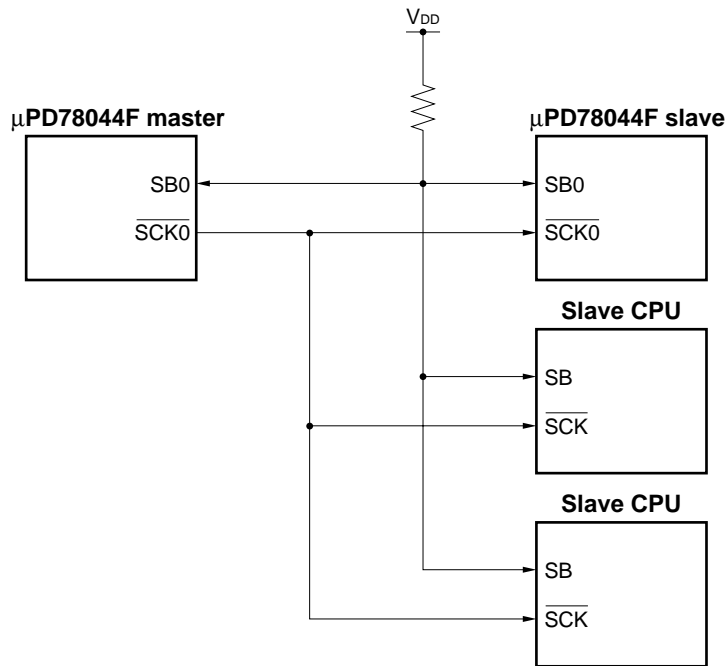 VDD
μPD78044F master
μPD78044F slave
SB0
SCK0
SB0
SCK0
Slave CPU
SB
SCK
Slave CPU
SB
SCK